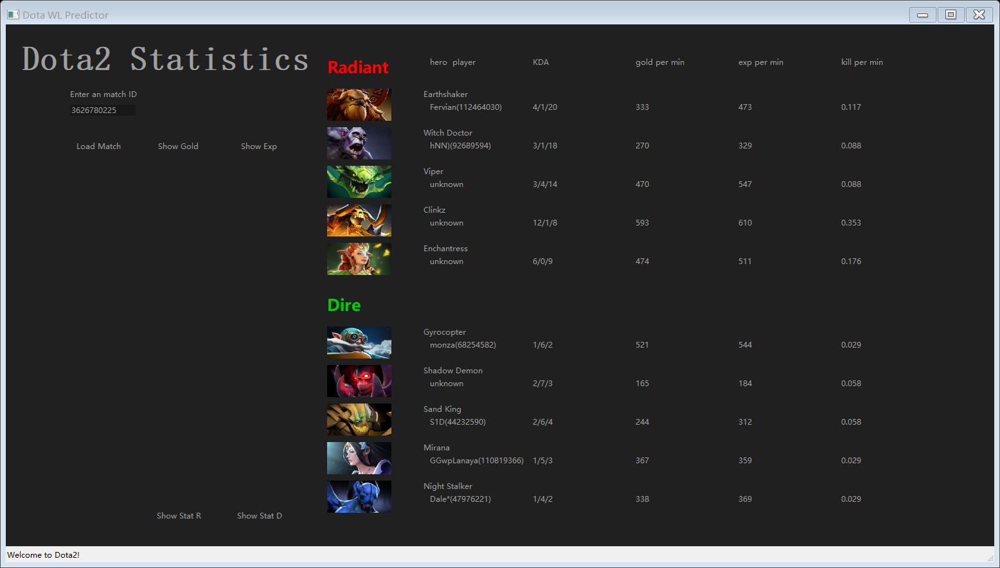 Dota WL Predictor
Dota2 Statistics
Enter an match ID
3626780225
Load Match Show Gold Show Exp
Show Stat R Show Stat D
Radiant hero player KDA gold per min exp per min kill per min
Earthshaker
Fervian(112464030) 4/1/20 333 473 0.117
Witch Doctor
hNN)(92689594) 3/1/18 270 329 0.088
Viper
unknown 3/4/14 470 547 0.088
Clinkz
unknown 12/1/8 593 610 0.353
Enchantress
unknown 6/0/9 474 511 0.176
Dire
Gyrocopter
monza(68254582) 1/6/2 521 544 0.029
Shadow Demon
unknown 2/7/3 165 184 0.058
Sand King
S1D(44232590) 2/6/4 244 312 0.058
Mirana
GGwpLanaya(110819366) 1/5/3 367 359 0.029
Night Stalker
Dale*(47976221) 1/4/2 338 369 0.029
Welcome to Dota2!